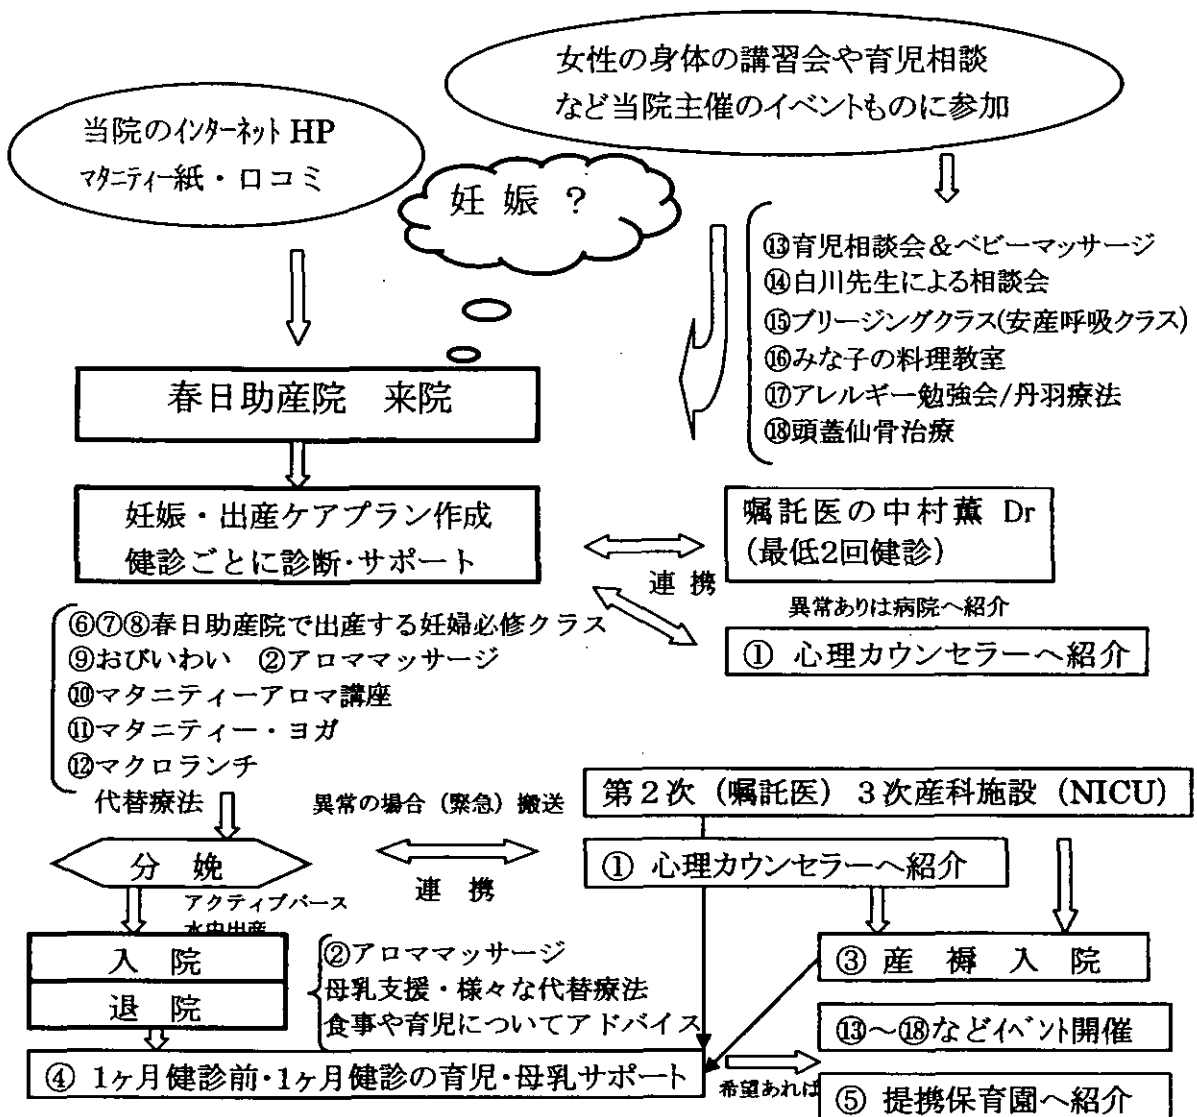 女性の身体の講習会や育児相談
など当院主催のイベントものに参加
当院のインターネット HP
マタニティー紙・口コミ
妊 娠 ?
⑬育児相談会&ベビーマッサージ
⑭白川先生による相談会
⑮ブリージングクラス(安産呼吸クラス)
⑯みな子の料理教室
⑰アレルギー勉強会/丹羽療法
⑱頭蓋仙骨治療
春日助産院 来院
妊娠・出産ケアプラン作成
健診ごとに診断・サポート
嘱託医の中村薫 Dr
(最低2回健診)
連 携
異常ありは病院へ紹介
① 心理カウンセラーへ紹介
⑥⑦⑧春日助産院で出産する妊婦必修クラス
⑨おびいわい ②アロママッサージ
⑩マタニティーアロマ講座
⑪マタニティー・ヨガ
⑫マクロランチ
代替療法
異常の場合(緊急)搬送
第2次(嘱託医)3次産科施設(NICU)
分 娩
連 携
① 心理カウンセラーへ紹介
アクティブバース
水中出産
入 院
退 院
②アロママッサージ
母乳支援・様々な代替療法
食事や育児についてアドバイス
③ 産 褥 入 院
⑬~⑱などイベント開催
④ 1ヶ月健診前・1ヶ月健診の育児・母乳サポート
希望あれば
⑤ 提携保育園へ紹介